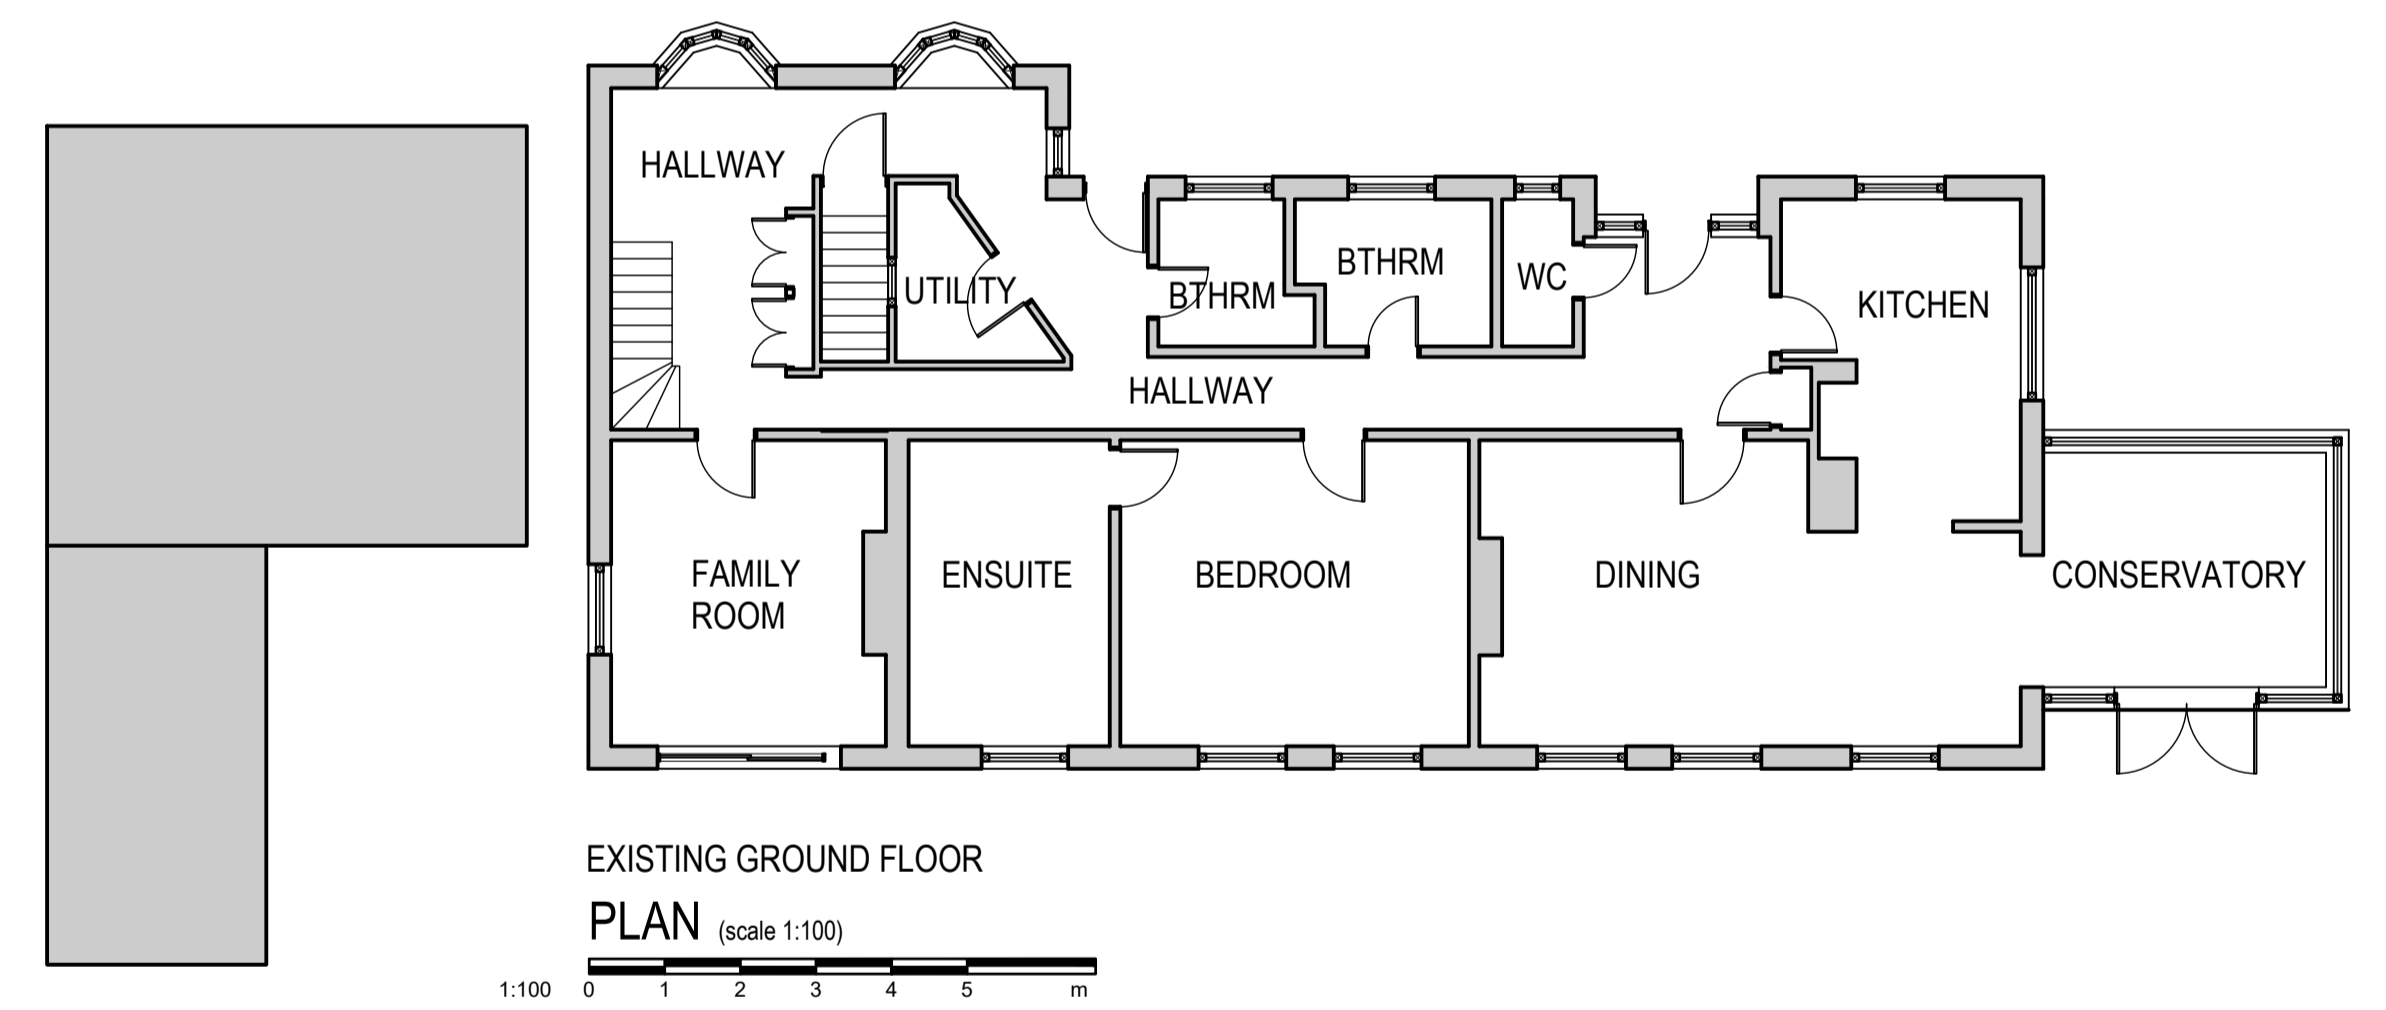 HALLWAY
UTILITY
BTHRM
BTHRM
WC
KITCHEN
HALLWAY
FAMILY
ROOM
ENSUITE
BEDROOM
DINING
CONSERVATORY
EXISTING GROUND FLOOR
PLAN (scale 1:100)
1:100 0 1 2 3 4 5 m